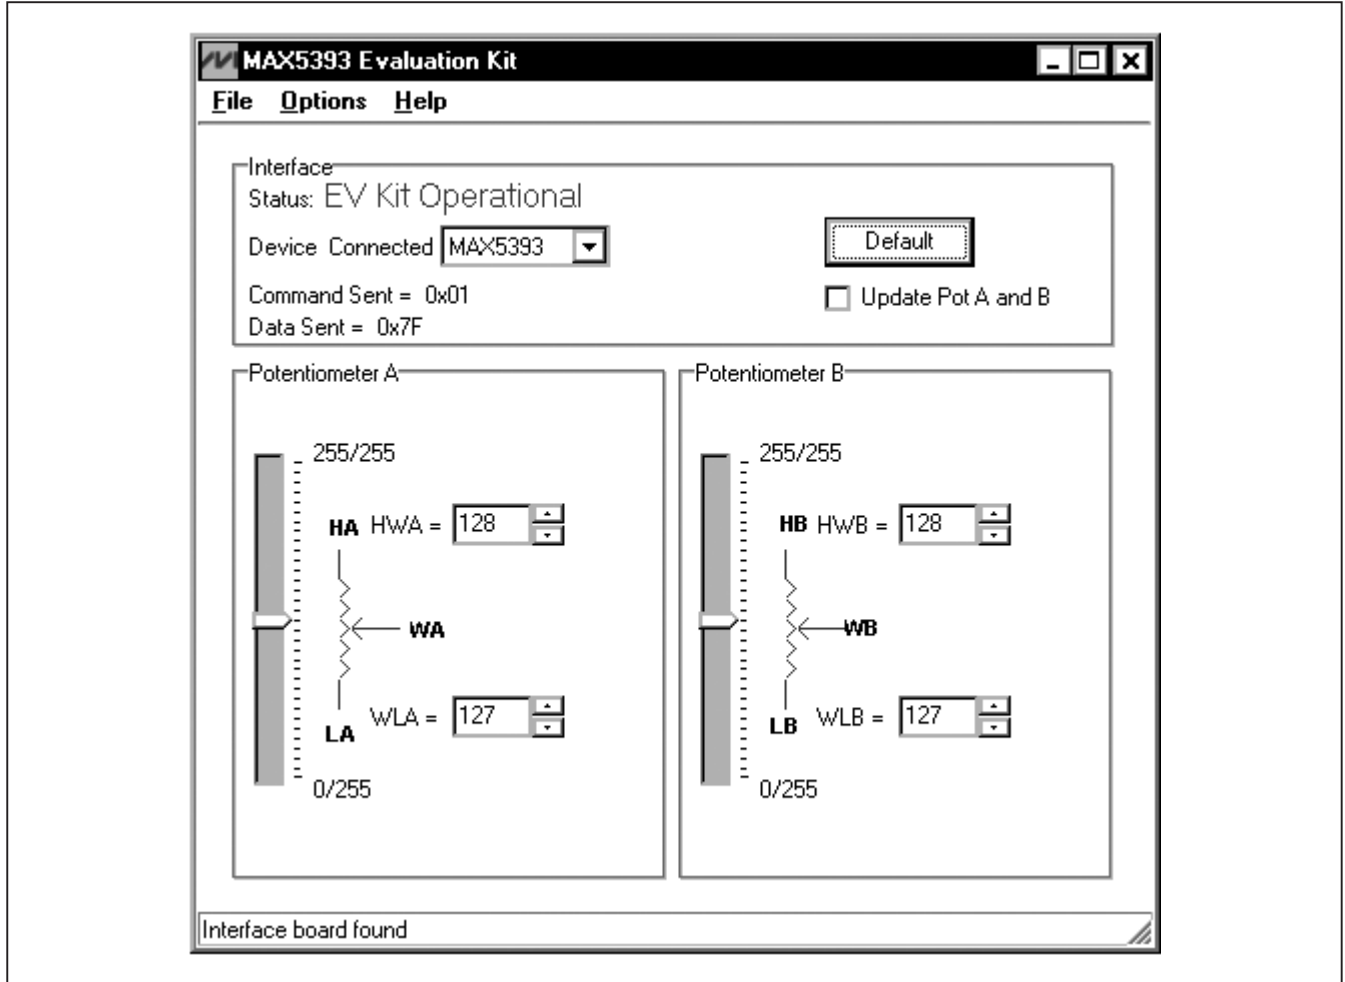 MAX5393 Evaluation Kit
File Options Help
Interface
Status: EV Kit Operational
Device Connected MAX5393
Default
Command Sent = 0x01
Update Pot A and B
Data Sent = 0x7F
Potentiometer A
255/255
HA HWA = 128
WA
LA WLA = 127
0/255
Potentiometer B
255/255
HB HWB = 128
WB
LB WLB = 127
0/255
Interface board found